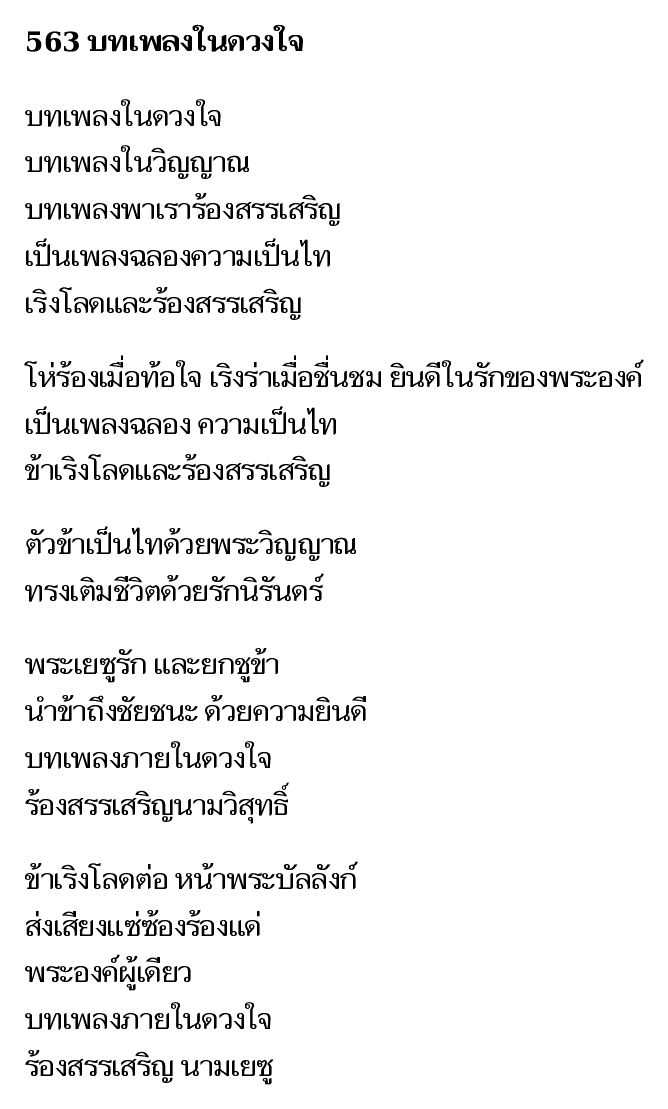 563 บทเพลงในดวงใจ
บทเพลงในดวงใจ
บทเพลงในวิญญาณ
บทเพลงพาเราร้องสรรเสริญ
เป็นเพลงฉลองความเป็นไท
เริงโลดและร้องสรรเสริญ
โห่ร้องเมื่อท้อใจ เริงร่าเมื่อชื่นชม ยินดีในรักของพระองค์
เป็นเพลงฉลอง ความเป็นไท
ข้าเริงโลดและร้องสรรเสริญ
ตัวข้าเป็นไทด้วยพระวิญญาณ
ทรงเติมชีวิตด้วยรักนิรันดร์
พระเยซูรัก และยกชูข้า
นำข้าถึงชัยชนะ ด้วยความยินดี
บทเพลงภายในดวงใจ
ร้องสรรเสริญนามวิสุทธิ์
ข้าเริงโลดต่อ หน้าพระบัลลังก์
ส่งเสียงแซ่ซ้องร้องแด่
พระองค์ผู้เดียว
บทเพลงภายในดวงใจ
ร้องสรรเสริญ นามเยซู